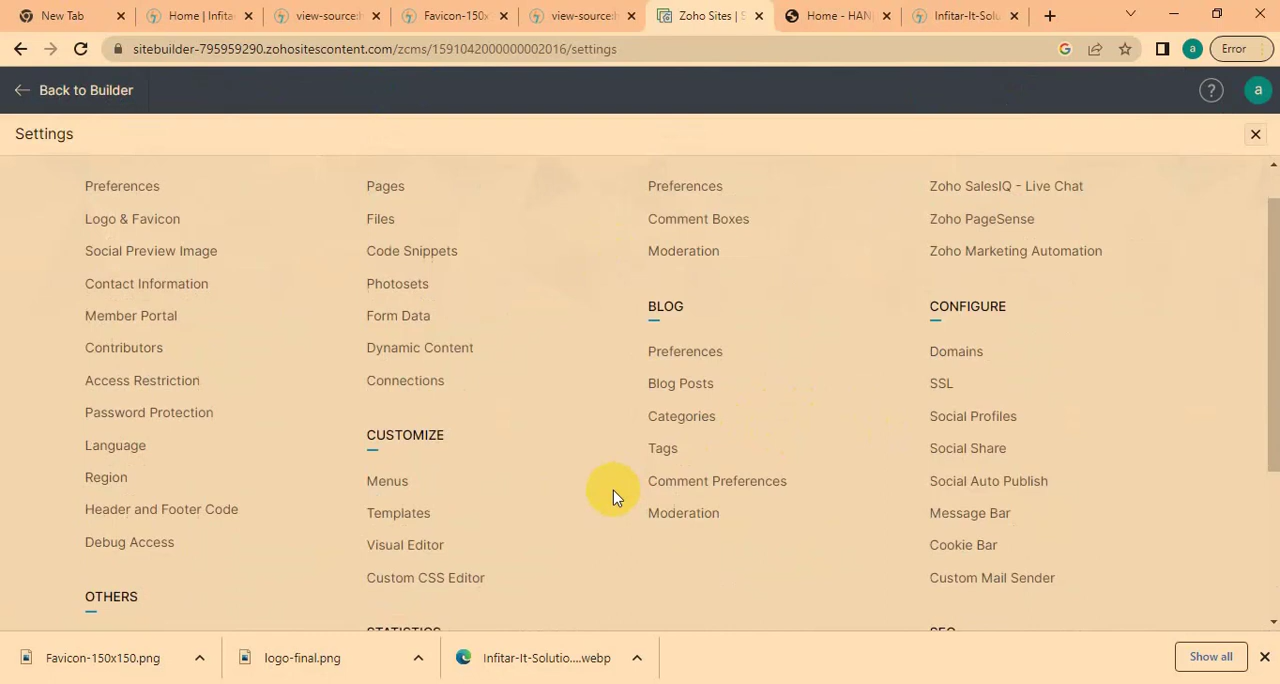 New Tab
Home | Infita
view-source:h
Favicon-150x
view-source:h
Zoho Sites | S
Home - HAN
Infitar-It-Solu
sitebuilder-795959290.zohositescontent.com/zcms/1591042000000002016/settings
a
Error
Back to Builder
?
a
Settings
Preferences
Logo & Favicon
Social Preview Image
Contact Information
Member Portal
Contributors
Access Restriction
Password Protection
Language
Region
Header and Footer Code
Debug Access
OTHERS
Pages
Files
Code Snippets
Photosets
Form Data
Dynamic Content
Connections
CUSTOMIZE
Menus
Templates
Visual Editor
Custom CSS Editor
STATISTICS
Preferences
Comment Boxes
Moderation
BLOG
Preferences
Blog Posts
Categories
Tags
Comment Preferences
Moderation
Zoho SalesIQ - Live Chat
Zoho PageSense
Zoho Marketing Automation
CONFIGURE
Domains
SSL
Social Profiles
Social Share
Social Auto Publish
Message Bar
Cookie Bar
Custom Mail Sender
SEO
Favicon-150x150.png
logo-final.png
Infitar-It-Solutio....webp
Show all